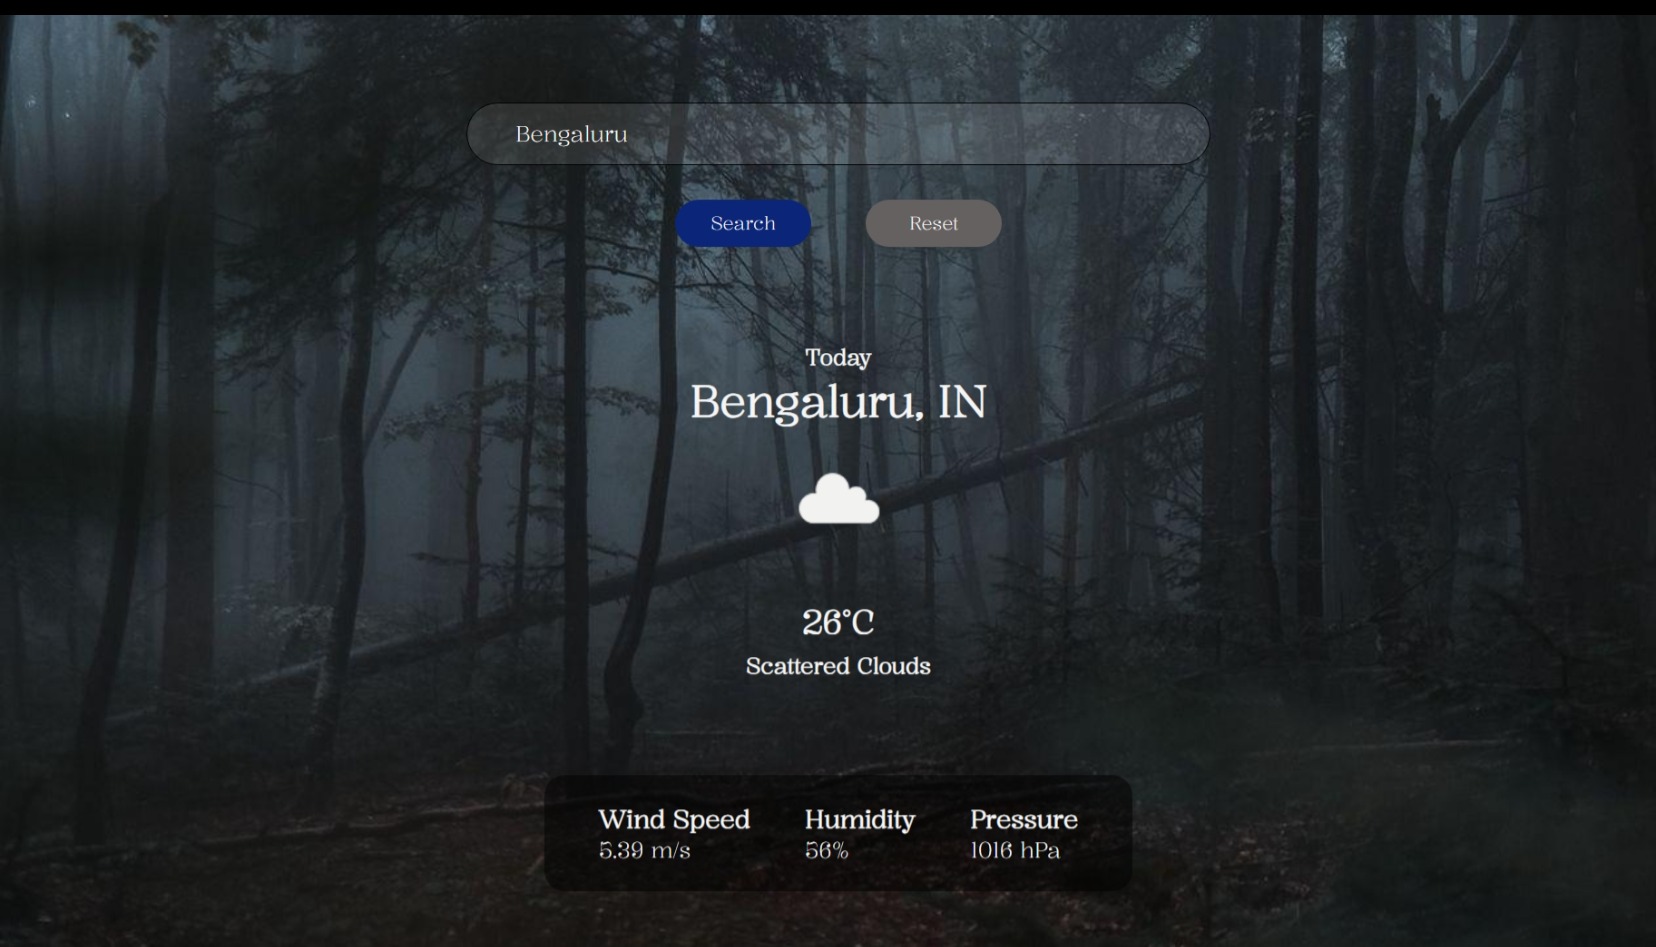 Bengaluru
Search
Reset
Today
Bengaluru, IN
26°C
Scattered Clouds
Wind Speed
5.39 m/s
Humidity
56%
Pressure
1016 hPa